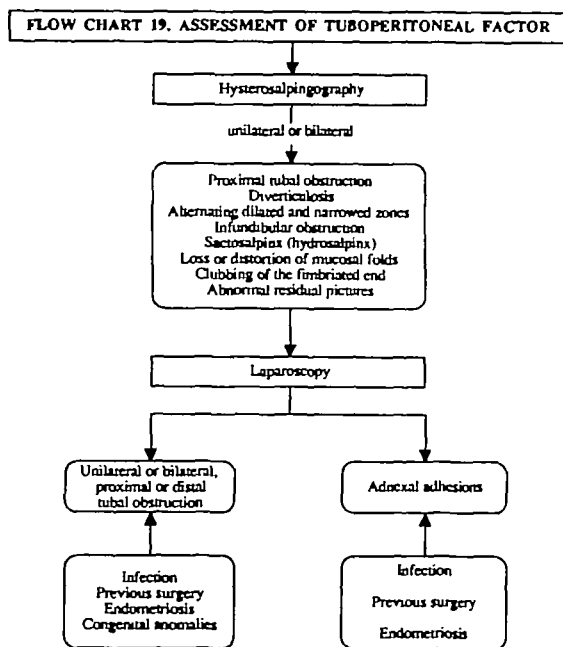 FLOW CHART 19. ASSESSMENT OF TUBOPERITONEAL FACTOR
Hysterosalpingography
unilateral or bilateral
Proximal tubal obstruction
Diverticulosis
Alternating dilated and narrowed zones
Infundibular obstruction
Sactosalpinx (hydrosalpinx)
Loss or distortion of mucosal folds
Clubbing of the fimbriated end
Abnormal residual pictures
Laparoscopy
Unilateral or bilateral,
proximal or distal
tubal obstruction
Adnexal adhesions
Infection
Previous surgery
Endometriosis
Congenital anomalies
Infection
Previous surgery
Endometriosis